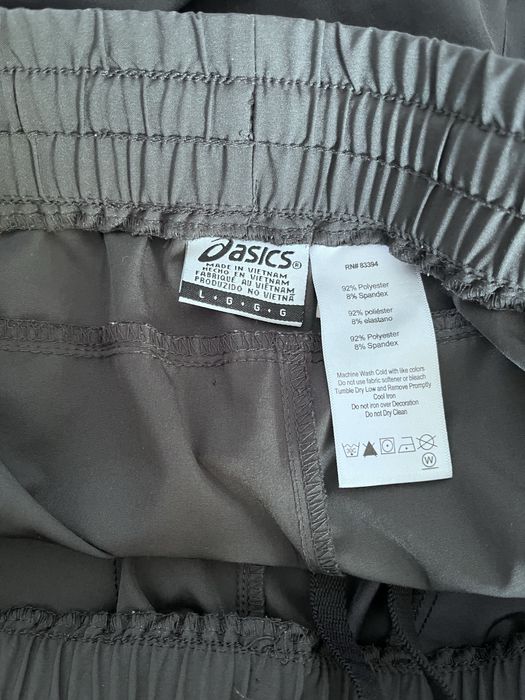 asics®
MADE IN VIETNAM
HECHO EN VIETNAM
FABRIQUÉ AU VIÊTNAM
PRODUZIDO NO VIETNÃ
L • G • G • G
RN# 83394
92% Polyester
8% Spandex
92% poliéster
8% elastano
92% Polyester
8% Spandex
Machine Wash Cold with like colors
Do not use fabric softener or bleach
Tumble Dry Low and Remove Promptly
Cool Iron
Do not iron over Decoration
Do not Dry Clean
W